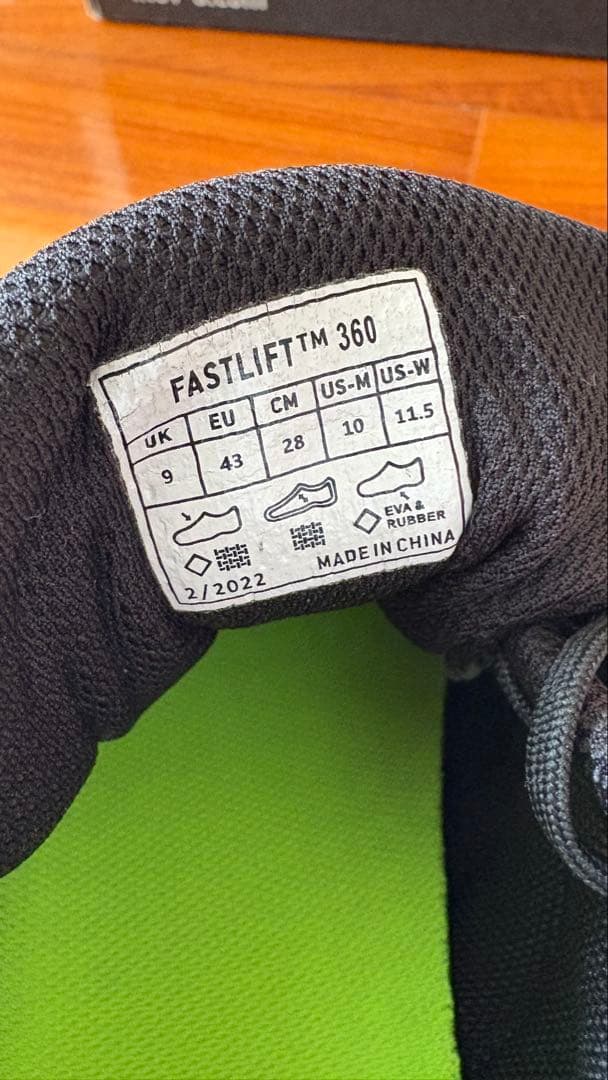 FASTLIFT™ 360
UK EU CM US-M US-W
9 43 28 10 11.5
EVA &
RUBBER
2/2022 MADE IN CHINA